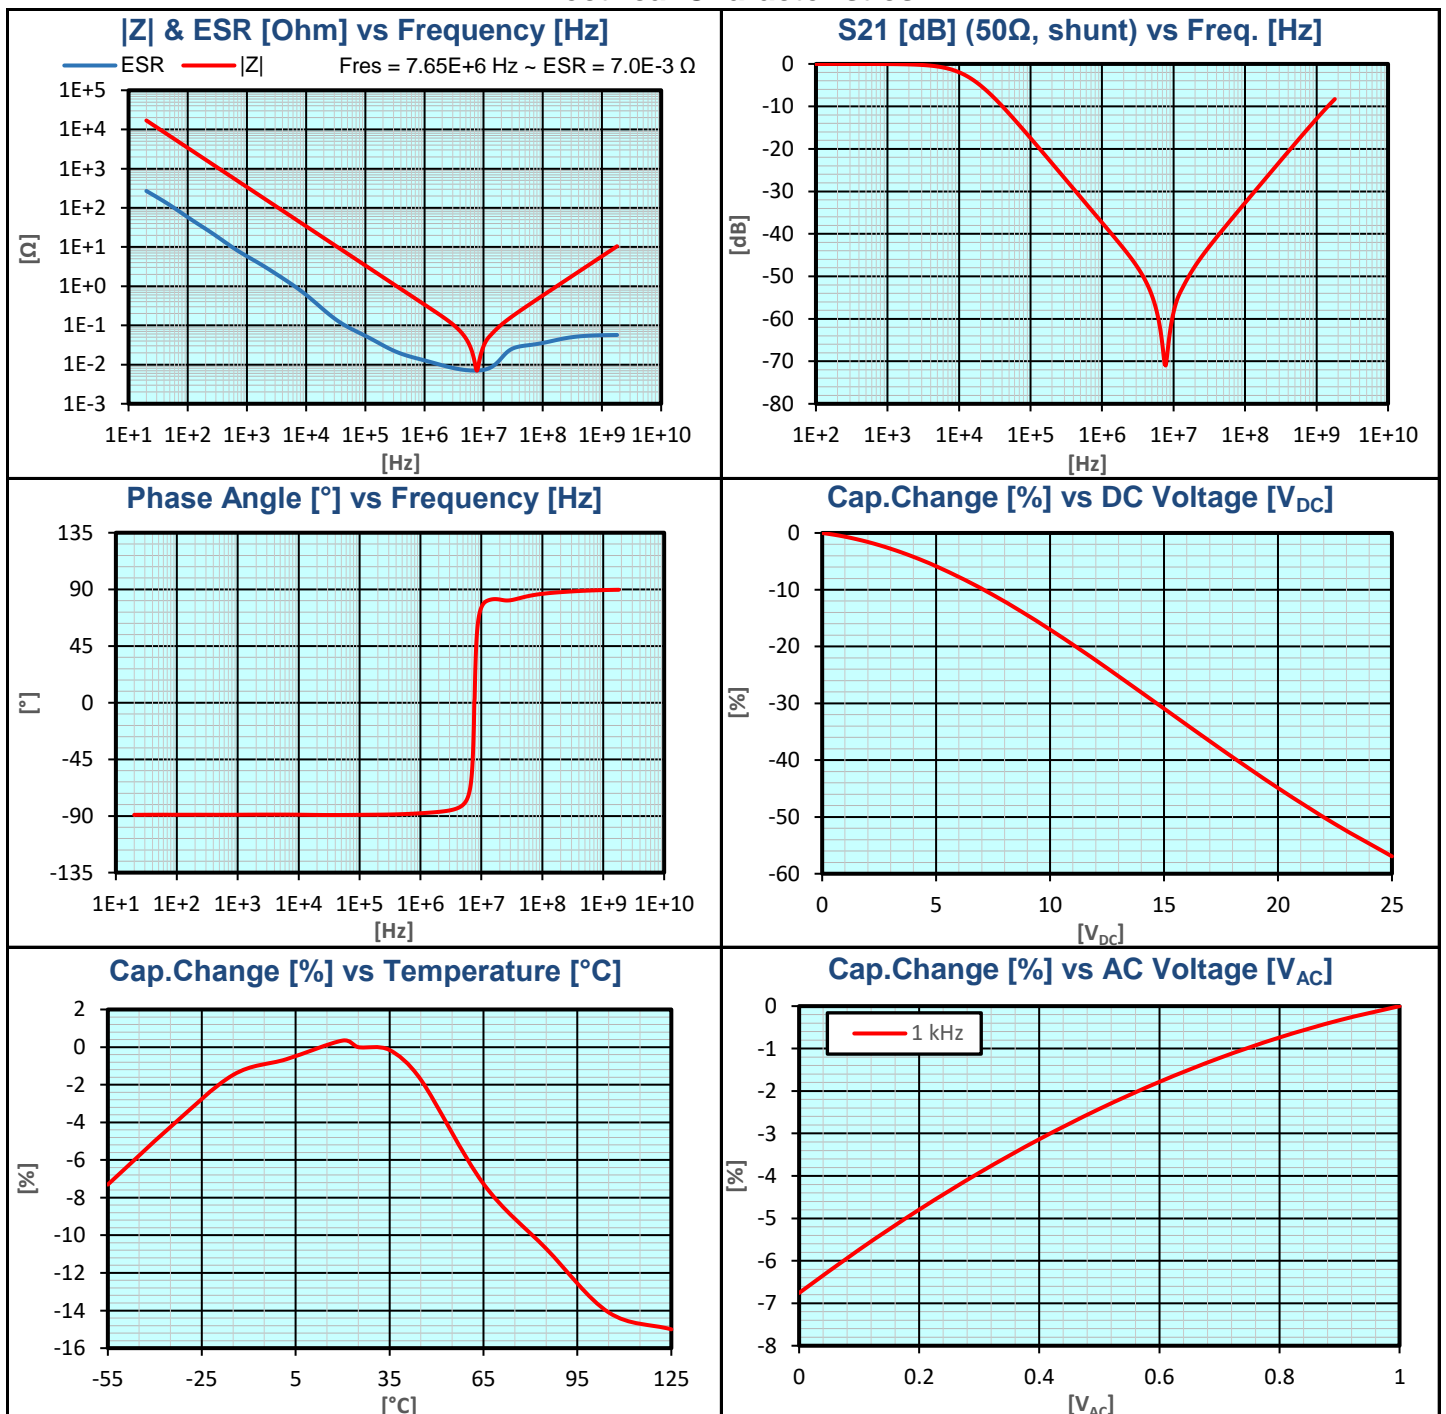 |Z| & ESR [Ohm] vs Frequency [Hz]
ESR |Z| Fres = 7.65E+6 Hz ~ ESR = 7.0E-3 Ω
1E+5
1E+4
1E+3
1E+2
1E+1
1E+0
1E-1
1E-2
1E-3
[Ω]
1E+1 1E+2 1E+3 1E+4 1E+5 1E+6 1E+7 1E+8 1E+9 1E+10
[Hz]
S21 [dB] (50Ω, shunt) vs Freq. [Hz]
0
-10
-20
-30
-40
-50
-60
-70
-80
[dB]
1E+2 1E+3 1E+4 1E+5 1E+6 1E+7 1E+8 1E+9 1E+10
[Hz]
Phase Angle [°] vs Frequency [Hz]
135
90
45
0
-45
-90
-135
[°]
1E+1 1E+2 1E+3 1E+4 1E+5 1E+6 1E+7 1E+8 1E+9 1E+10
[Hz]
Cap.Change [%] vs DC Voltage [VDC]
0
-10
-20
-30
-40
-50
-60
[%]
0 5 10 15 20 25
[VDC]
Cap.Change [%] vs Temperature [°C]
2
0
-2
-4
-6
-8
-10
-12
-14
-16
[%]
-55 -25 5 35 65 95 125
[°C]
Cap.Change [%] vs AC Voltage [VAC]
1 kHz
0
-1
-2
-3
-4
-5
-6
-7
-8
[%]
0 0.2 0.4 0.6 0.8 1
[VAC]